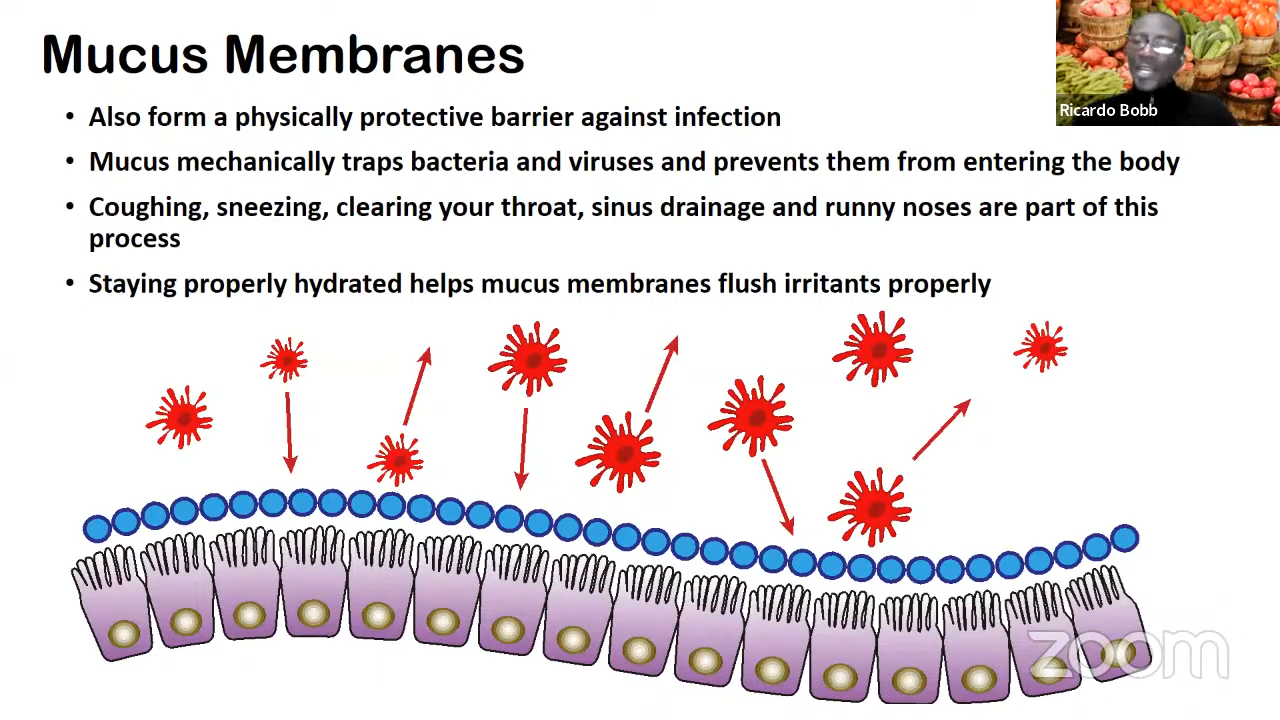 Mucus Membranes
Ricardo Bobb
• Also form a physically protective barrier against infection
• Mucus mechanically traps bacteria and viruses and prevents them from entering the body
• Coughing, sneezing, clearing your throat, sinus drainage and runny noses are part of this
process
• Staying properly hydrated helps mucus membranes flush irritants properly
zoom